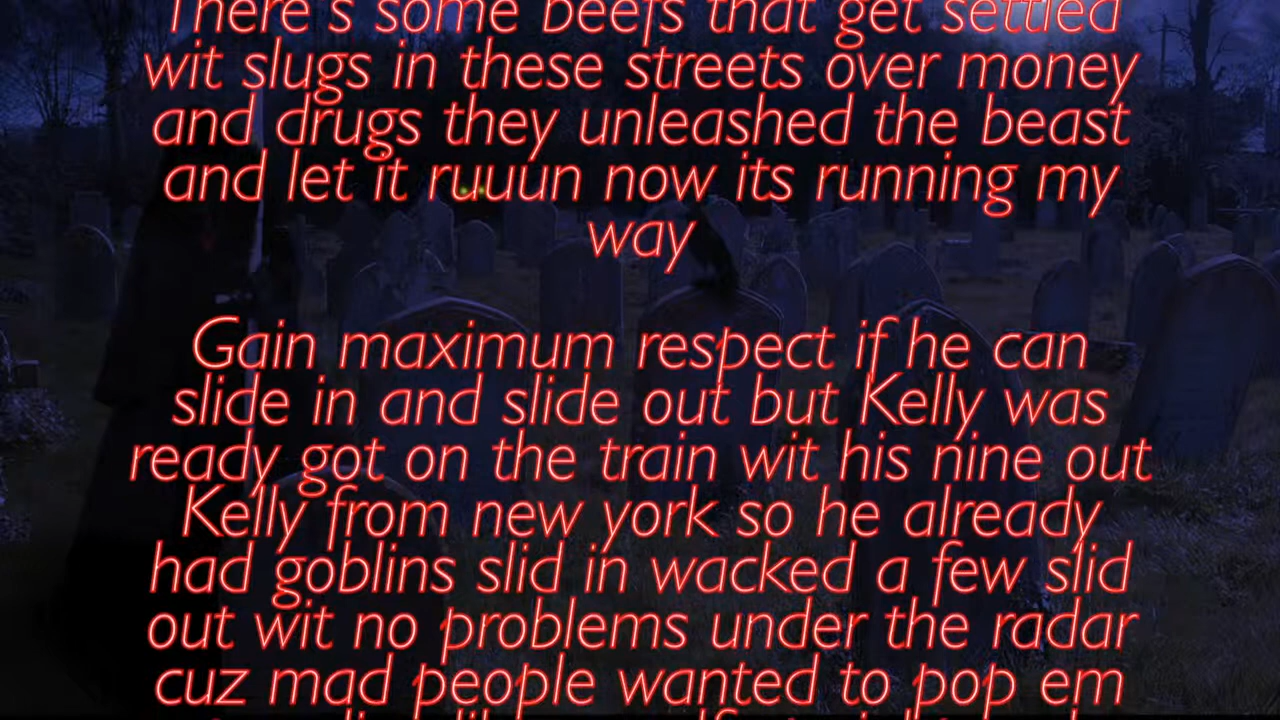 There's some beefs that get settled
wit slugs in these streets over money
and drugs they unleashed the beast
and let it ruuun now its running my
way
Gain maximum respect if he can
slide in and slide out but Kelly was
ready got on the train wit his nine out
Kelly from new york so he already
had goblins slid in wacked a few slid
out wit no problems under the radar
cuz mad people wanted to pop em